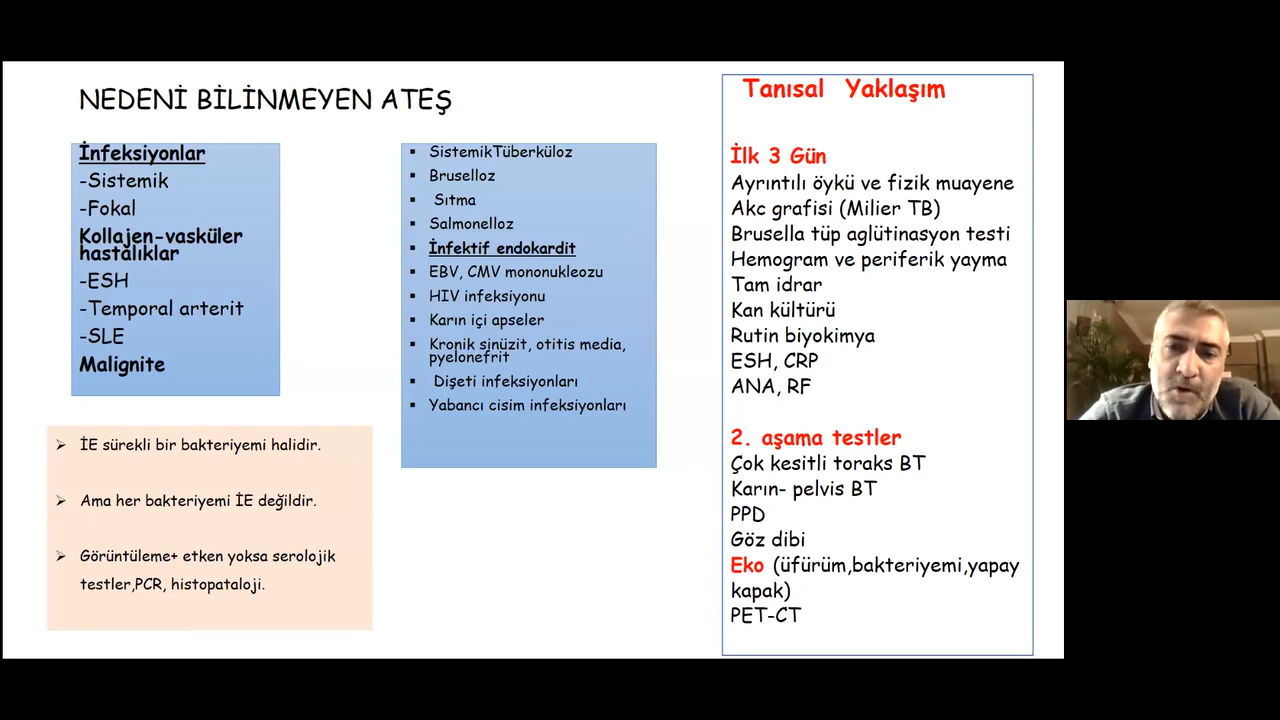 NEDENİ BİLİNMEYEN ATEŞ
İnfeksiyonlar
-Sistemik
-Fokal
Kollajen-vasküler
hastalıklar
-ESH
-Temporal arterit
-SLE
Malignite
▪ SistemikTüberküloz
▪ Bruselloz
▪ Sıtma
▪ Salmonelloz
▪ İnfektif endokardit
▪ EBV, CMV mononukleozu
▪ HIV infeksiyonu
▪ Karın içi apseler
▪ Kronik sinüzit, otitis media,
pyelonefrit
▪ Dişeti infeksiyonları
▪ Yabancı cisim infeksiyonları
➢ İE sürekli bir bakteriyemi halidir.
➢ Ama her bakteriyemi İE değildir.
➢ Görüntüleme+ etken yoksa serolojik
testler,PCR, histopataloji.
Tanısal Yaklaşım
İlk 3 Gün
Ayrıntılı öykü ve fizik muayene
Akc grafisi (Milier TB)
Brusella tüp aglütinasyon testi
Hemogram ve periferik yayma
Tam idrar
Kan kültürü
Rutin biyokimya
ESH, CRP
ANA, RF
2. aşama testler
Çok kesitli toraks BT
Karın- pelvis BT
PPD
Göz dibi
Eko (üfürüm,bakteriyemi,yapay
kapak)
PET-CT